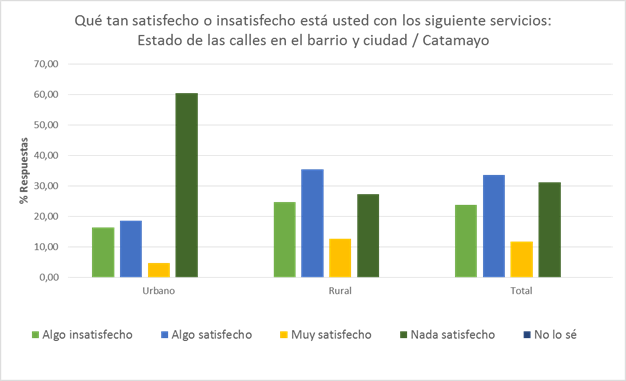 Qué tan satisfecho o insatisfecho está usted con los siguiente servicios:
Estado de las calles en el barrio y ciudad / Catamayo
70,00
60,00
50,00
40,00
30,00
20,00
10,00
0,00
% Respuestas
Urbano Rural Total
Algo insatisfecho Algo satisfecho Muy satisfecho Nada satisfecho No lo sé